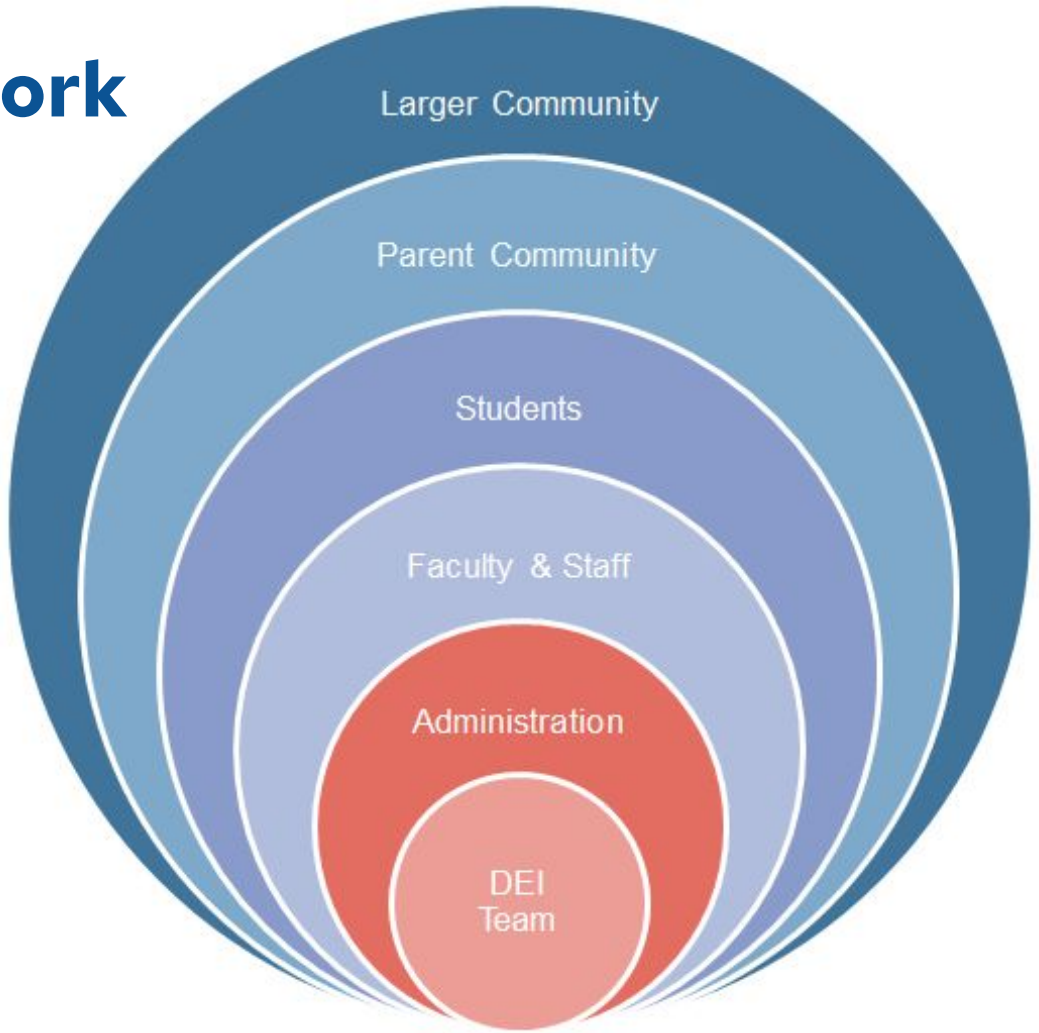 ork
Larger Community
Parent Community
Students
Faculty & Staff
Administration
DEI
Team